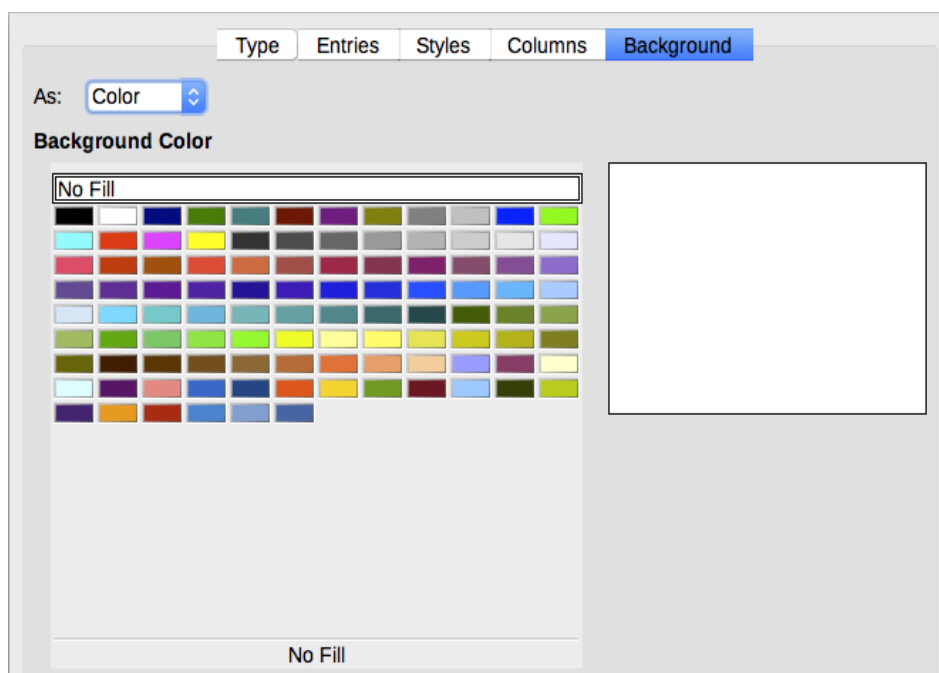 Type Entries Styles Columns Background
As: Color
Background Color
No Fill
No Fill